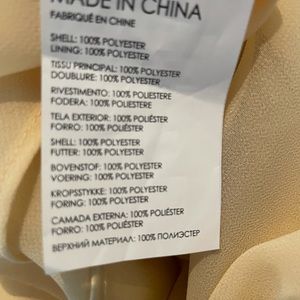 MADE IN CHINA
FABRIQUÉ EN CHINE
SHELL: 100% POLYESTER
LINING: 100% POLYESTER
TISSU PRINCIPAL: 100% POLYESTER
DOUBLURE: 100% POLYESTER
RIVESTIMENTO: 100% POLIESTERE
FODERA: 100% POLIESTERE
TELA EXTERIOR: 100% POLIÉSTER
FORRO: 100% POLIÉSTER
SHELL: 100% POLYESTER
FUTTER: 100% POLYESTER
BOVENSTOF: 100% POLYESTER
VOERING: 100% POLYESTER
KROPSSTYKKE: 100% POLYESTER
FORING: 100% POLYESTER
CAMADA EXTERNA: 100% POLIÉSTER
FORRO: 100% POLIÉSTER
ВЕРХНИЙ МАТЕРИАЛ: 100% ПОЛИЭСТЕР